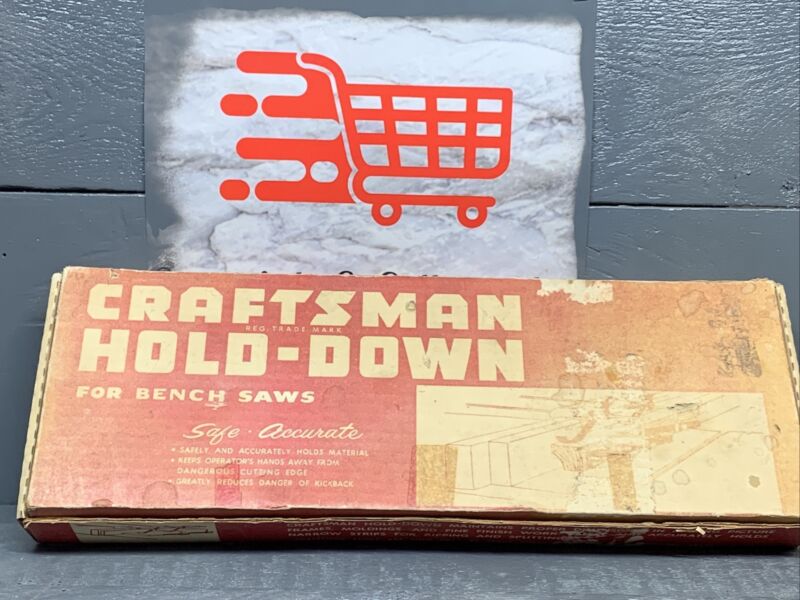 CRAFTSMAN
REG. TRADE MARK
HOLD-DOWN
FOR BENCH SAWS
Safe · Accurate
• SAFELY AND ACCURATELY HOLDS MATERIAL
• KEEPS OPERATOR'S HANDS AWAY FROM
DANGEROUS CUTTING EDGE
• GREATLY REDUCES DANGER OF KICKBACK
CRAFTSMAN HOLD-DOWN MAINTAINS
FRAMES, MOLDINGS AND FINE FINISH WORK
NARROW STRIPS FOR RIPPING AND
ACCURATELY HOLDS